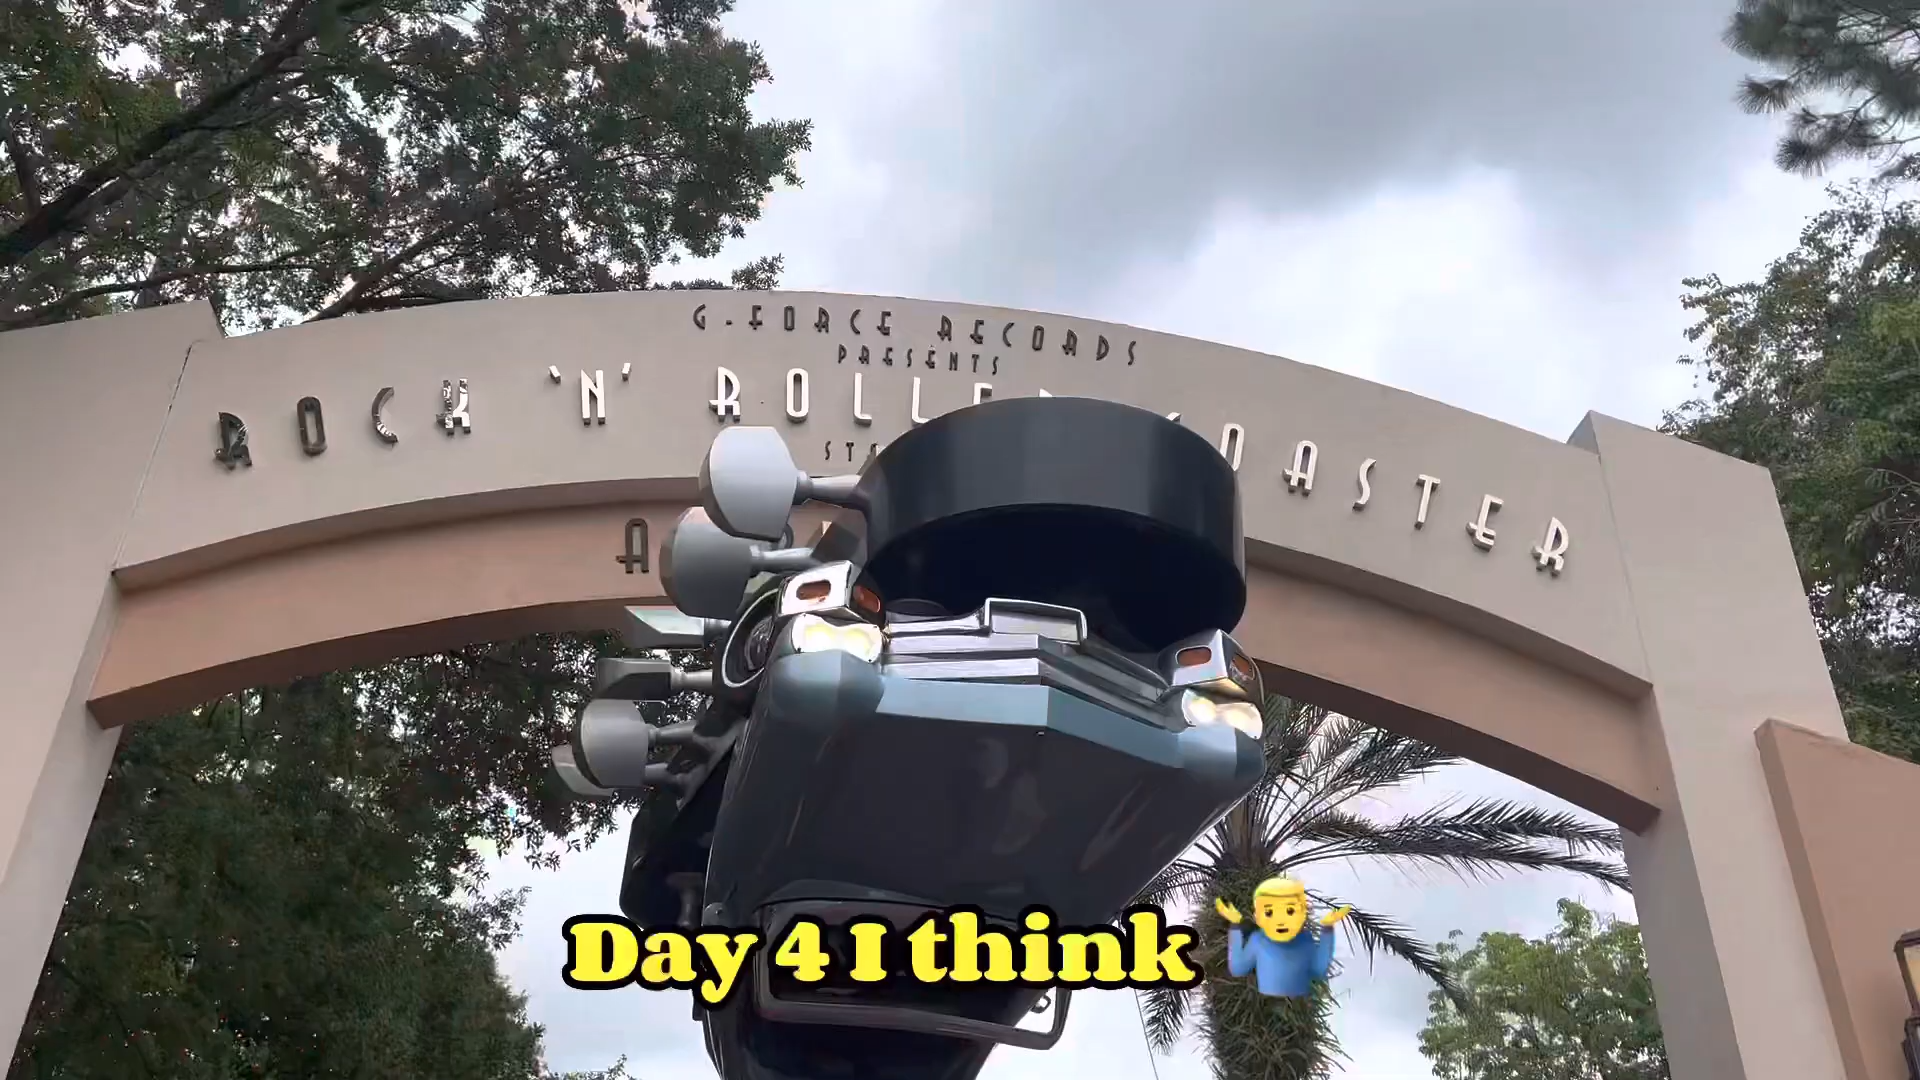 G-FORCE RECORDS
PRESENTS
ROCK 'N' ROLLER COASTER
Day 4 I think